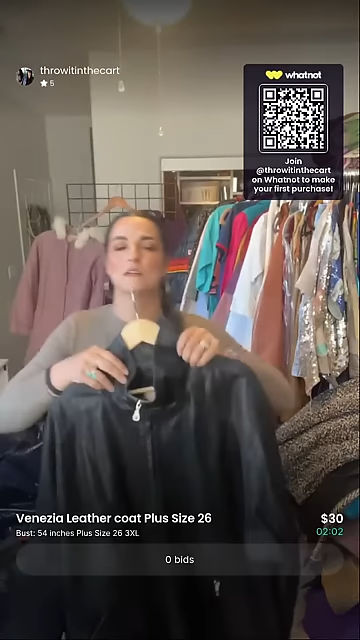 throwitinthecart
★ 5
whatnot
Join
@throwitinthecart
on Whatnot to make
your first purchase!
Venezia Leather coat Plus Size 26
$30
Bust: 54 inches Plus Size 26 3XL
02:02
0 bids